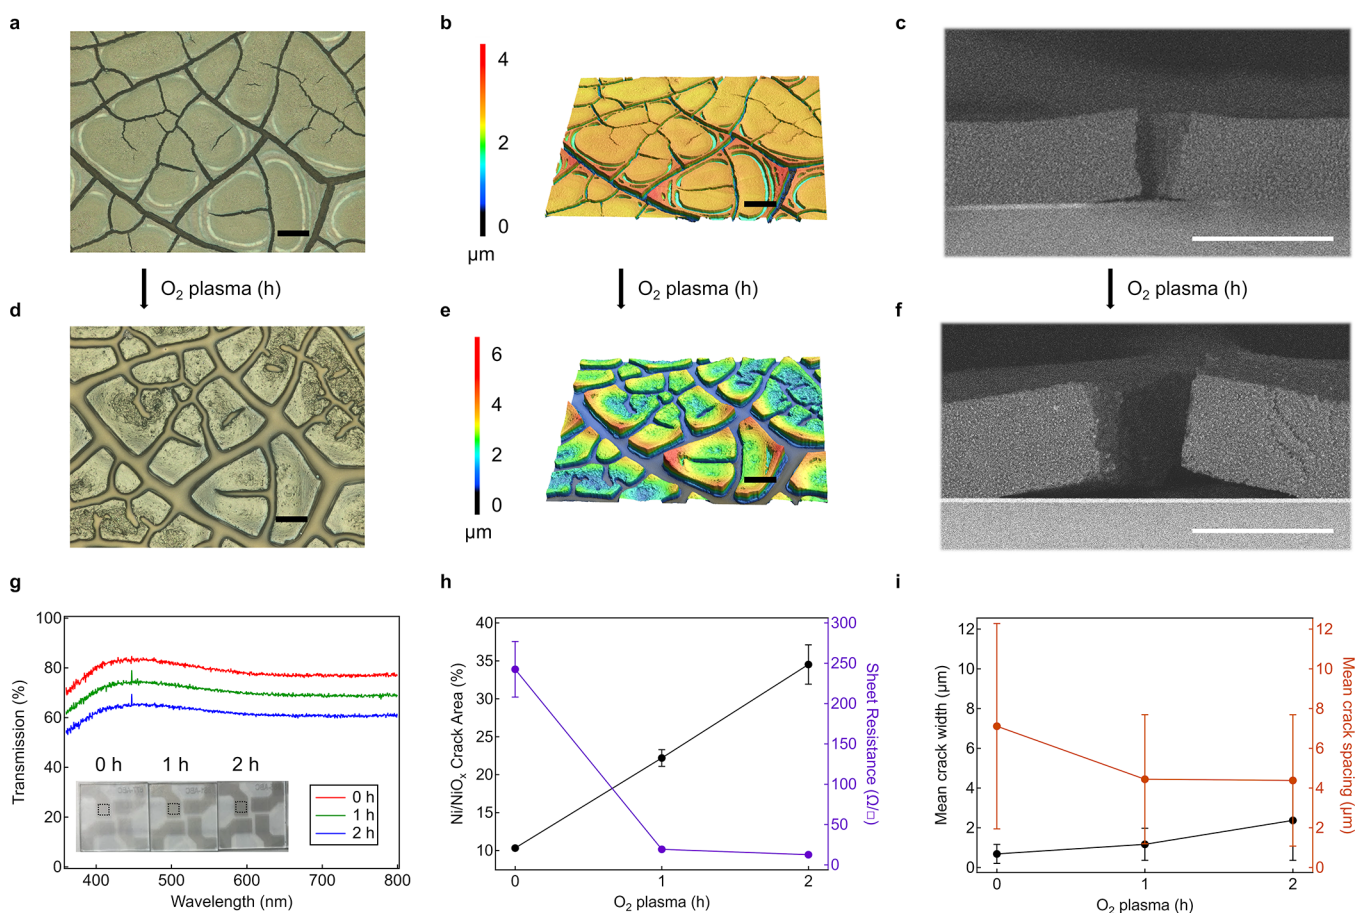 a
b
c
4
2
0
µm
O2 plasma (h)
O2 plasma (h)
O2 plasma (h)
d
e
f
6
4
2
0
µm
g
h
i
100
80
60
40
20
0
Transmission (%)
0 h
1 h
2 h
0 h
1 h
2 h
400
500
600
700
800
Wavelength (nm)
40
35
30
25
20
15
10
Ni/NiOx Crack Area (%)
300
250
200
150
100
50
0
Sheet Resistance (Ω/□)
0
1
2
O2 plasma (h)
12
10
8
6
4
2
0
Mean crack width (µm)
12
10
8
6
4
2
0
Mean crack spacing (µm)
0
1
2
O2 plasma (h)